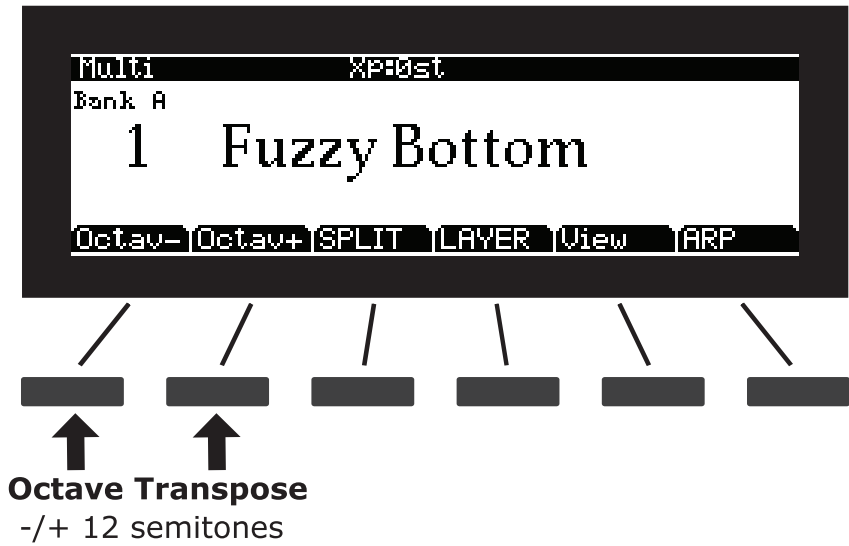 Multi Xp:0st
Bank A
1 Fuzzy Bottom
Octav- Octav+ SPLIT LAYER View ARP
Octave Transpose
-/+ 12 semitones